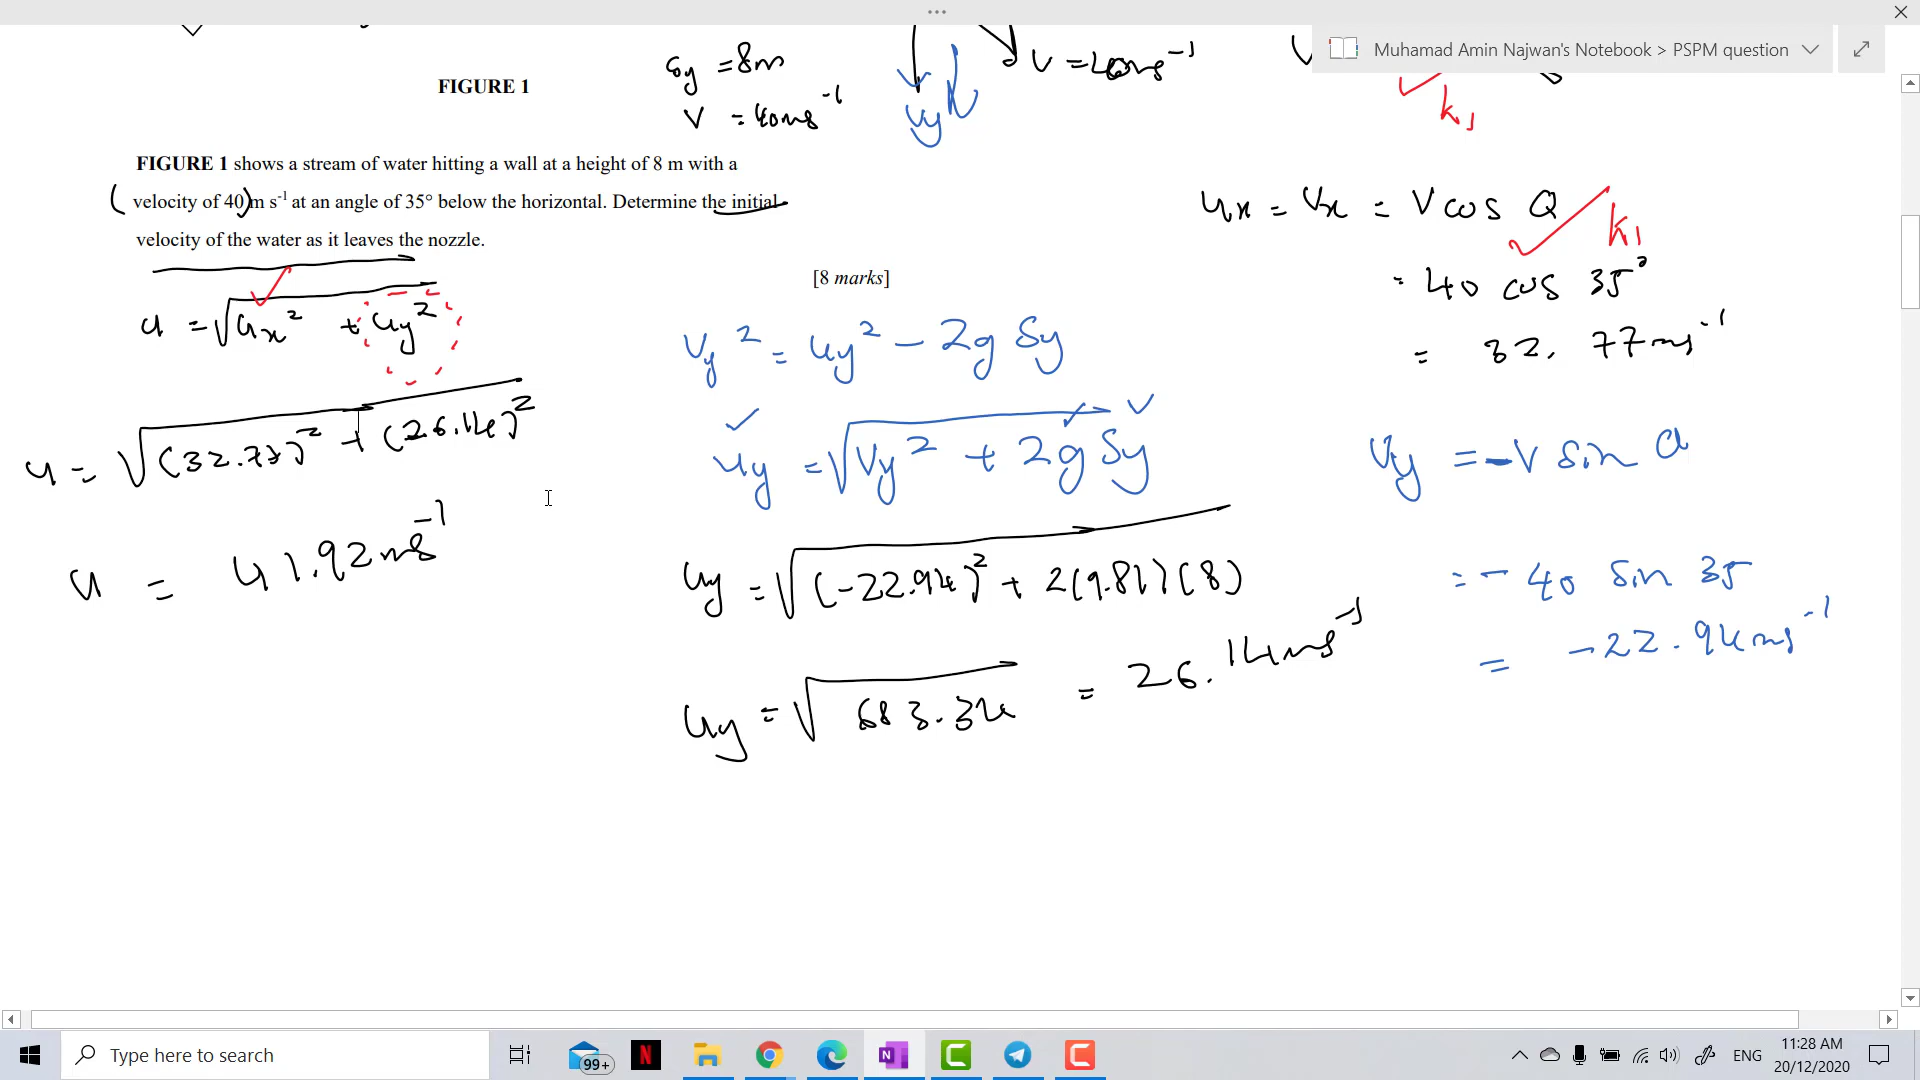 Muhamad Amin Najwan's Notebook > PSPM question
Sy = 8m
V = 40ms⁻¹
V = 40ms⁻¹
Vy
k1
FIGURE 1
FIGURE 1 shows a stream of water hitting a wall at a height of 8 m with a
velocity of 40 m s⁻¹ at an angle of 35° below the horizontal. Determine the initial
velocity of the water as it leaves the nozzle.
[8 marks]
u = √ux² + uy²
u = √(32.77)² + (26.14)²
u = 41.92ms⁻¹
Vy² = uy² - 2g Sy
uy = √Vy² + 2g Sy
uy = √(-22.94)² + 2(9.81)(8)
uy = √683.34 = 26.14ms⁻¹
ux = Vx = V cos Q
k1
= 40 cos 35°
= 32.77ms⁻¹
Vy = -V sin Q
= - 40 sin 35
= -22.94ms⁻¹
Type here to search
99+
N
N
C
C
ENG
11:28 AM
20/12/2020